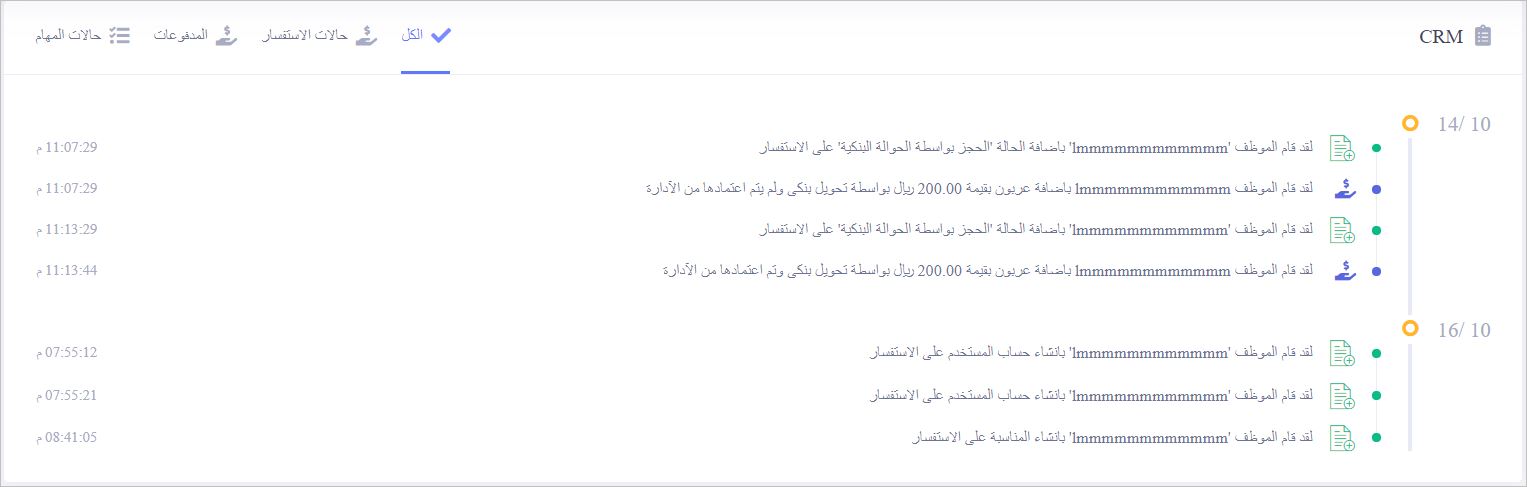 CRM
الكل
حالات الاستفسار
المدفوعات
حالات المهام
14/ 10
لقد قام الموظف 'lmmmmmmmmmmmm' باضافة الحالة 'الحجز بواسطة الحوالة البنكية' على الاستفسار
11:07:29 م
لقد قام الموظف lmmmmmmmmmmmm باضافة عربون بقيمة 200.00 ريال بواسطة تحويل بنكى ولم يتم اعتمادها من الأدارة
11:07:29 م
لقد قام الموظف 'lmmmmmmmmmmmm' باضافة الحالة 'الحجز بواسطة الحوالة البنكية' على الاستفسار
11:13:29 م
لقد قام الموظف lmmmmmmmmmmmm باضافة عربون بقيمة 200.00 ريال بواسطة تحويل بنكى وتم اعتمادها من الأدارة
11:13:44 م
16/ 10
لقد قام الموظف 'lmmmmmmmmmmmm' بانشاء حساب المستخدم على الاستفسار
07:55:12 م
لقد قام الموظف 'lmmmmmmmmmmmm' بانشاء حساب المستخدم على الاستفسار
07:55:21 م
لقد قام الموظف 'lmmmmmmmmmmmm' بانشاء المناسبة على الاستفسار
08:41:05 م